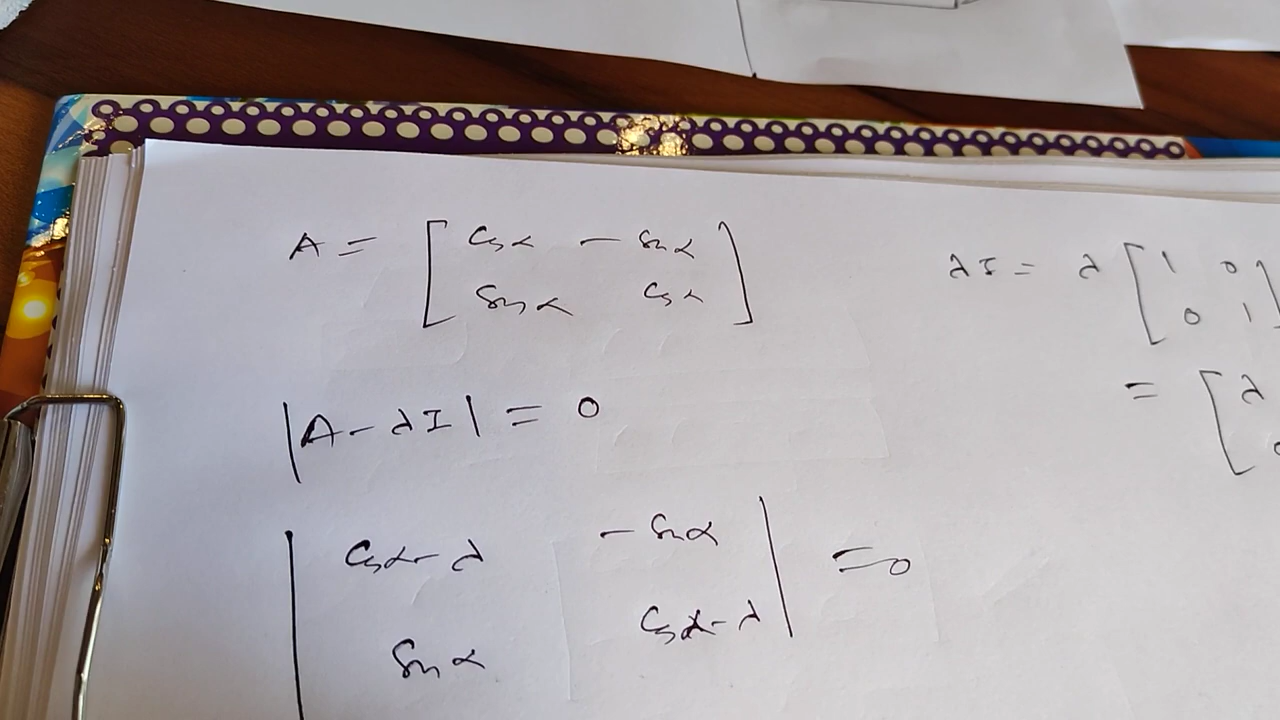 A = [ cosα - sinα
sinα cosα ]
λI = λ [ 1 0
0 1
= [ λ
|A - λI| = 0
| cosα - λ - sinα | = 0
sinα cosα - λ